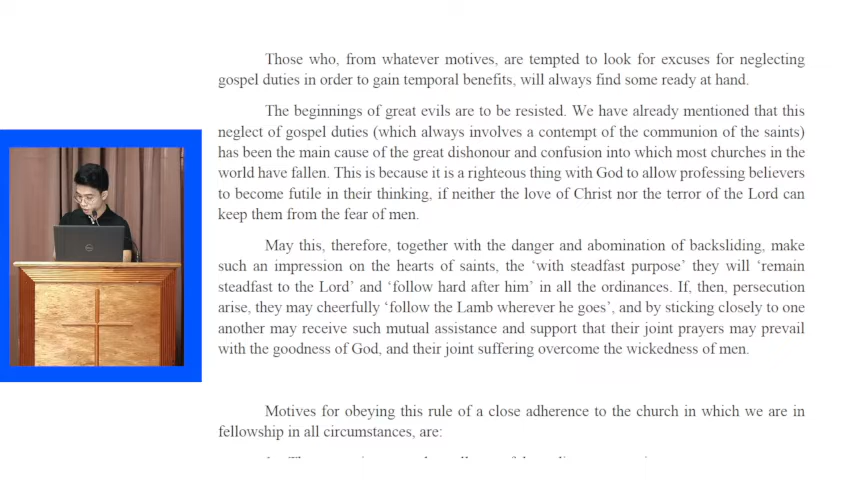 Those who, from whatever motives, are tempted to look for excuses for neglecting
gospel duties in order to gain temporal benefits, will always find some ready at hand.
The beginnings of great evils are to be resisted. We have already mentioned that this
neglect of gospel duties (which always involves a contempt of the communion of the saints)
has been the main cause of the great dishonour and confusion into which most churches in the
world have fallen. This is because it is a righteous thing with God to allow professing believers
to become futile in their thinking, if neither the love of Christ nor the terror of the Lord can
keep them from the fear of men.
May this, therefore, together with the danger and abomination of backsliding, make
such an impression on the hearts of saints, the ‘with steadfast purpose’ they will ‘remain
steadfast to the Lord’ and ‘follow hard after him’ in all the ordinances. If, then, persecution
arise, they may cheerfully ‘follow the Lamb wherever he goes’, and by sticking closely to one
another may receive such mutual assistance and support that their joint prayers may prevail
with the goodness of God, and their joint suffering overcome the wickedness of men.
Motives for obeying this rule of a close adherence to the church in which we are in
fellowship in all circumstances, are: